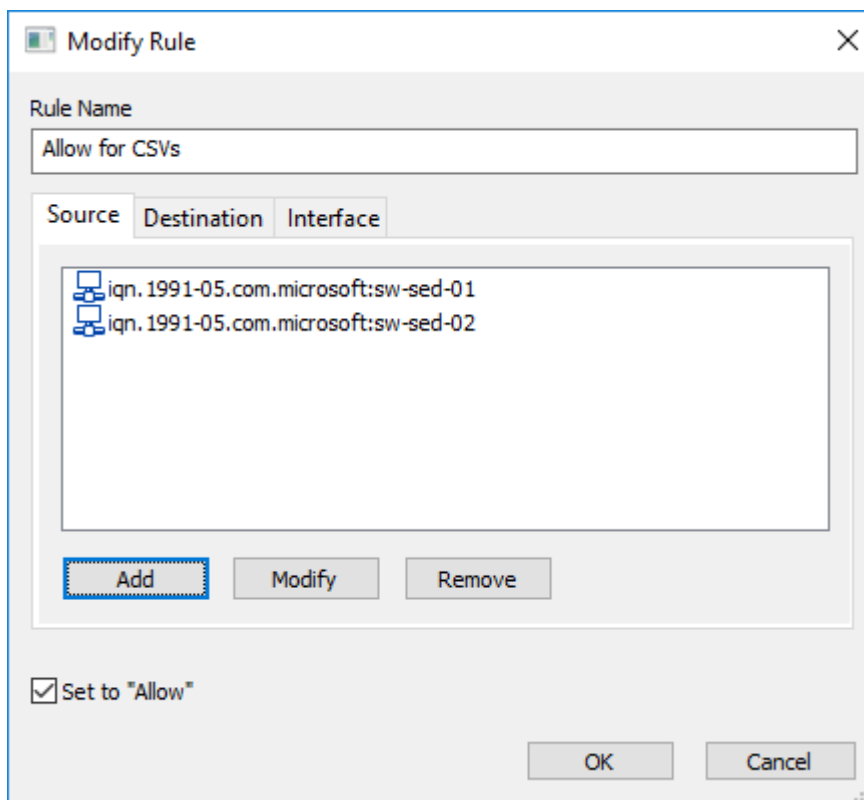 Modify Rule
Rule Name
Allow for CSVs
Source Destination Interface
iqn.1991-05.com.microsoft:sw-sed-01
iqn.1991-05.com.microsoft:sw-sed-02
Add Modify Remove
Set to "Allow"
OK Cancel